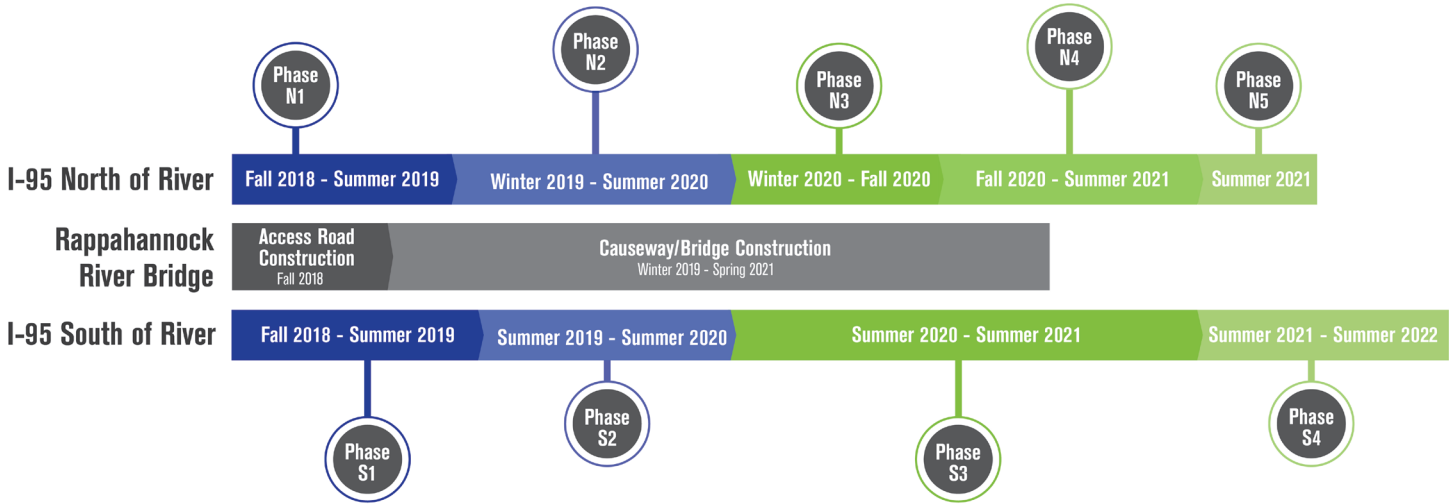 Phase
N1
Phase
N2
Phase
N3
Phase
N4
Phase
N5
I-95 North of River
Fall 2018 - Summer 2019
Winter 2019 - Summer 2020
Winter 2020 - Fall 2020
Fall 2020 - Summer 2021
Summer 2021
Rappahannock
River Bridge
Access Road
Construction
Fall 2018
Causeway/Bridge Construction
Winter 2019 - Spring 2021
I-95 South of River
Fall 2018 - Summer 2019
Summer 2019 - Summer 2020
Summer 2020 - Summer 2021
Summer 2021 - Summer 2022
Phase
S1
Phase
S2
Phase
S3
Phase
S4